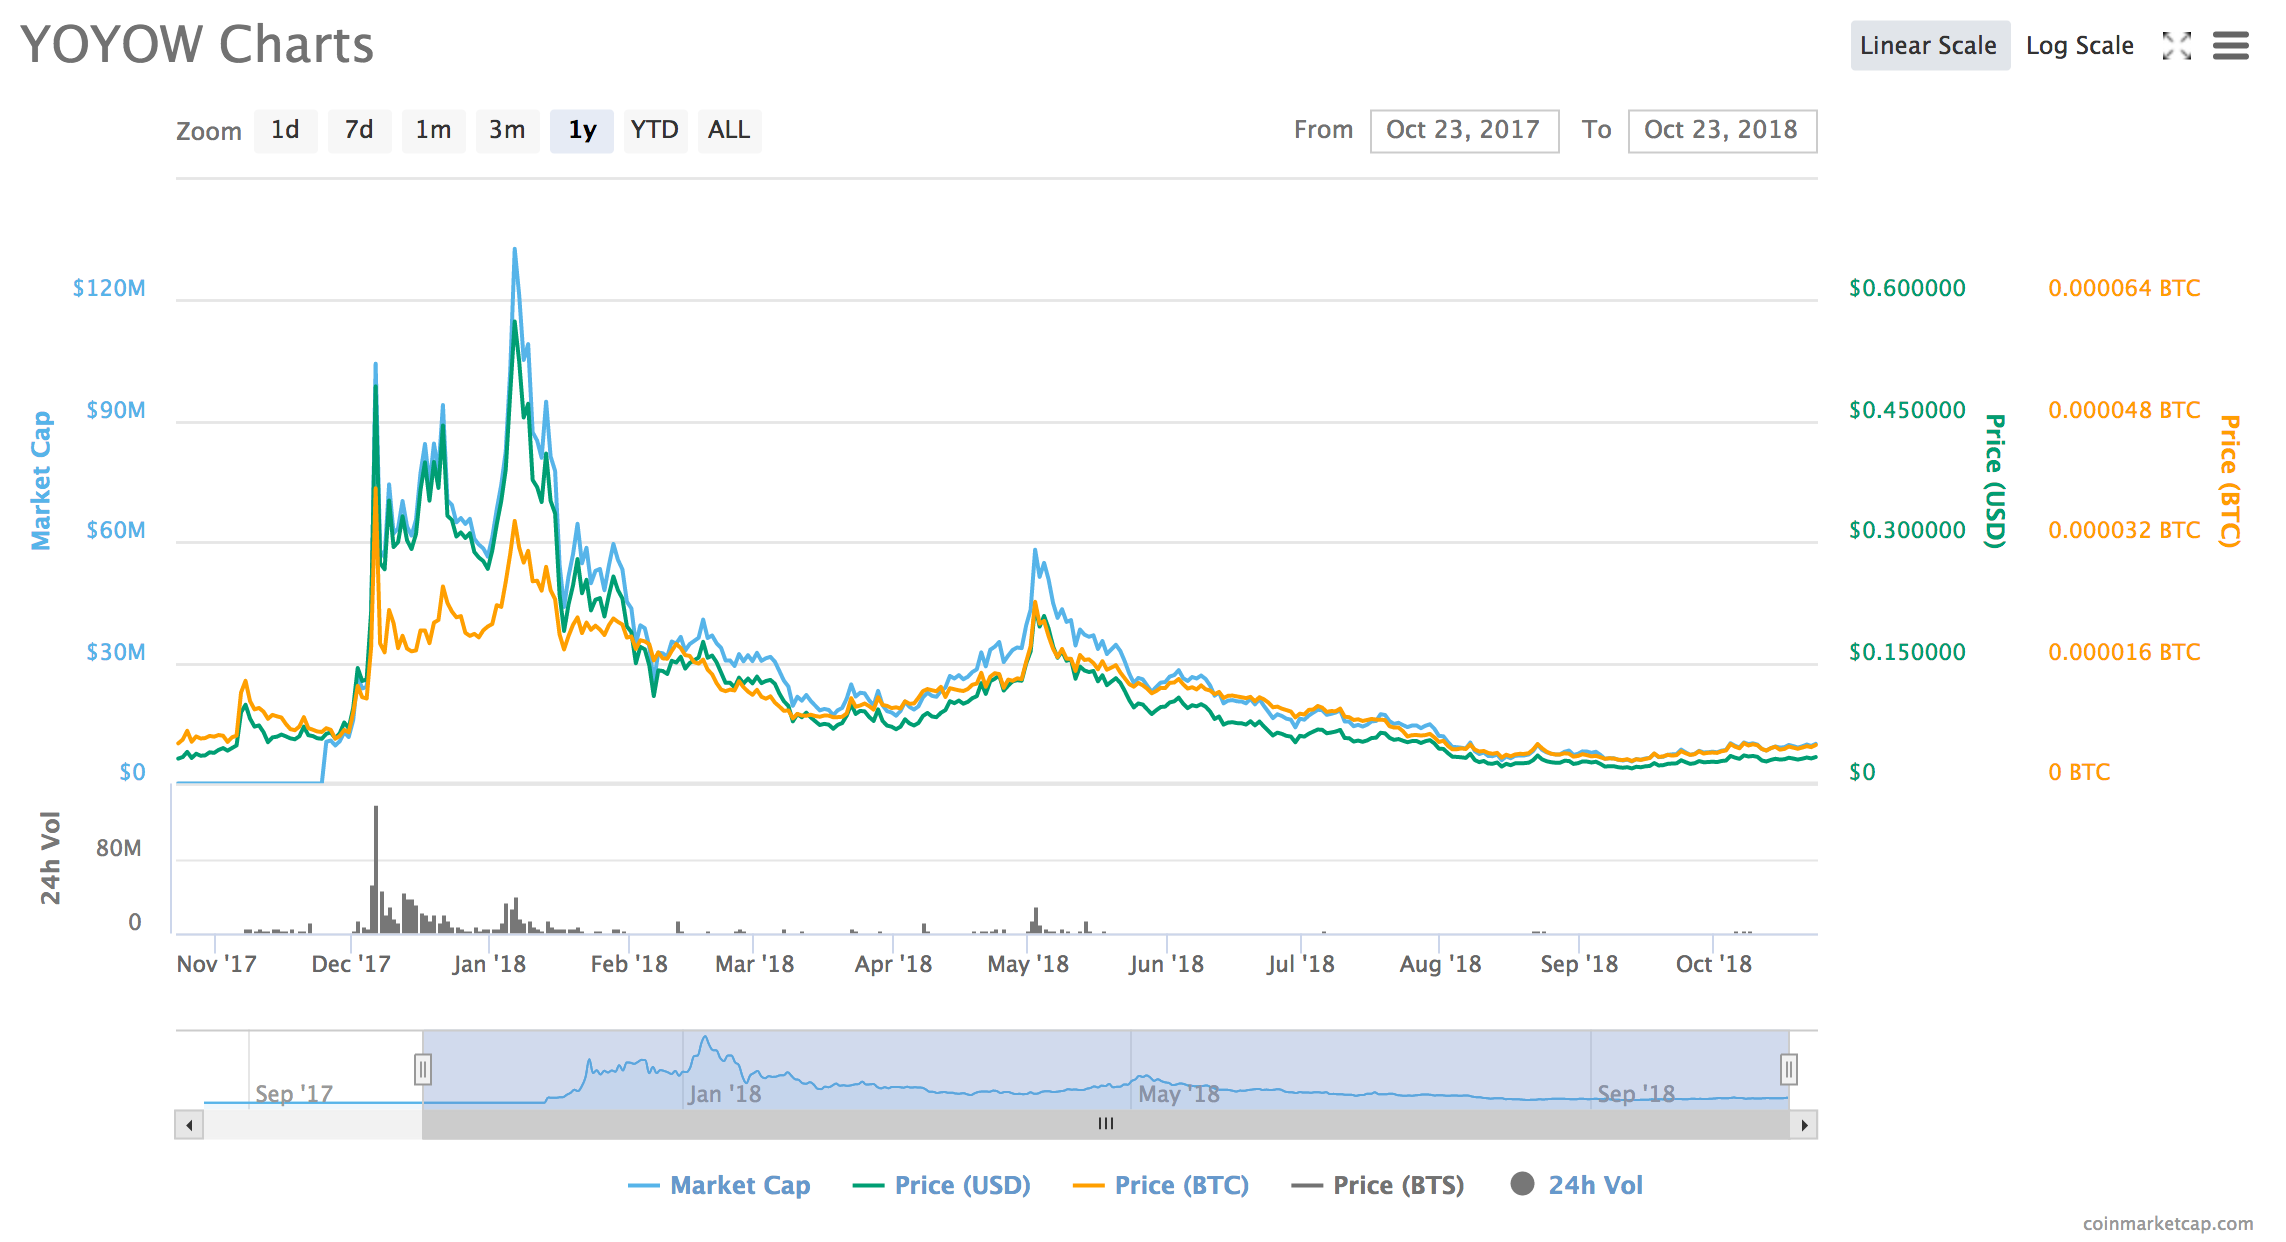 YOYOW Charts
Linear Scale Log Scale
Zoom 1d 7d 1m 3m 1y YTD ALL From Oct 23, 2017 To Oct 23, 2018
$120M $0.600000 0.000064 BTC
$90M $0.450000 0.000048 BTC
Market Cap Price (USD) Price (BTC)
$60M $0.300000 0.000032 BTC
$30M $0.150000 0.000016 BTC
$0 $0 0 BTC
24h Vol
80M
0
Nov '17 Dec '17 Jan '18 Feb '18 Mar '18 Apr '18 May '18 Jun '18 Jul '18 Aug '18 Sep '18 Oct '18
Sep '17 Jan '18 May '18 Sep '18
Market Cap Price (USD) Price (BTC) Price (BTS) 24h Vol
coinmarketcap.com